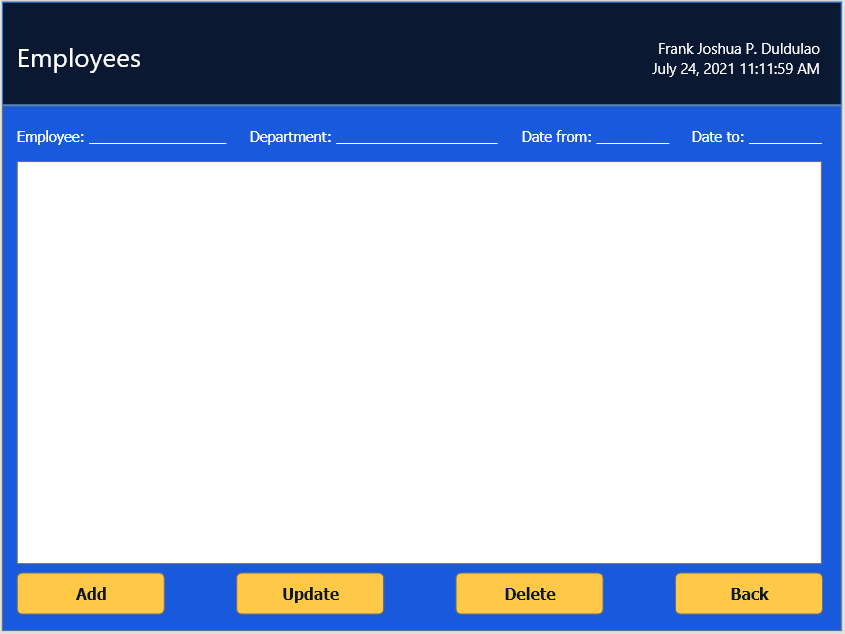 Employees
Frank Joshua P. Duldulao
July 24, 2021 11:11:59 AM
Employee: _________________ Department: ____________________ Date from: _________ Date to: _________
Add Update Delete Back